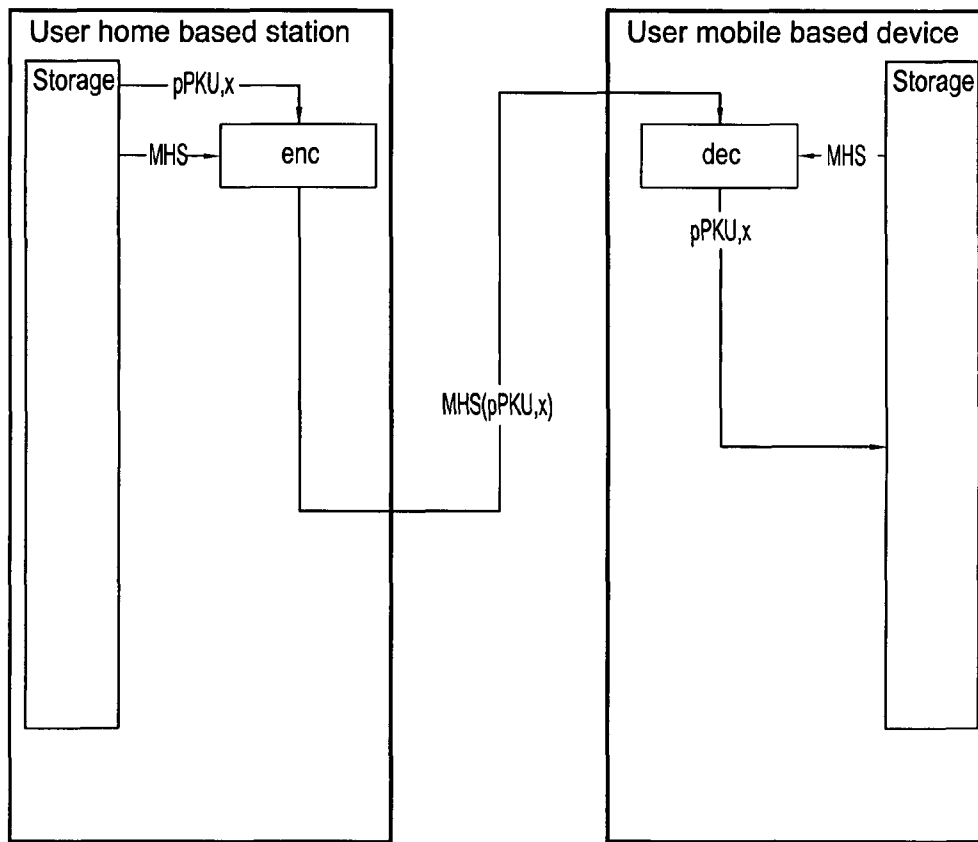 User home based station
Storage
pPKU,x
MHS
enc
MHS(pPKU,x)
User mobile based device
Storage
dec
MHS
pPKU,x